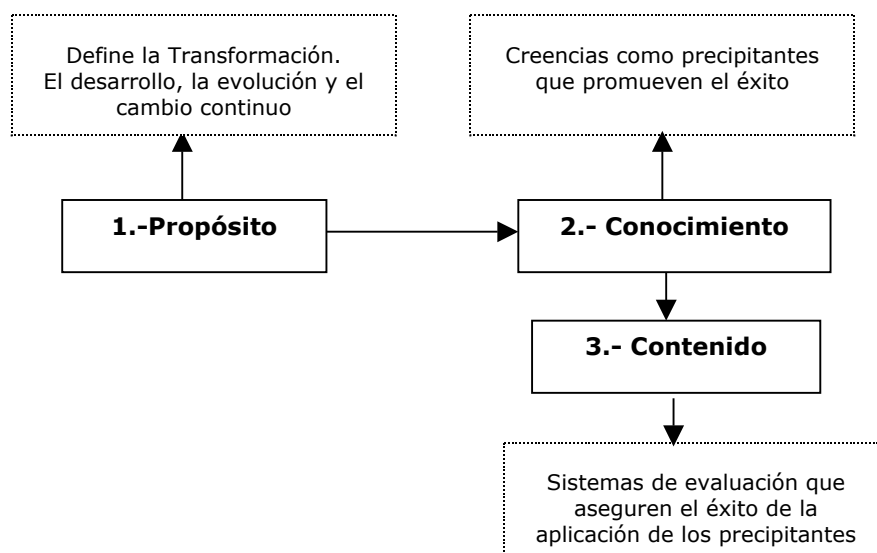 Define la Transformación.
El desarrollo, la evolución y el
cambio continuo
Creencias como precipitantes
que promueven el éxito
1.-Propósito
2.- Conocimiento
3.- Contenido
Sistemas de evaluación que
aseguren el éxito de la
aplicación de los precipitantes